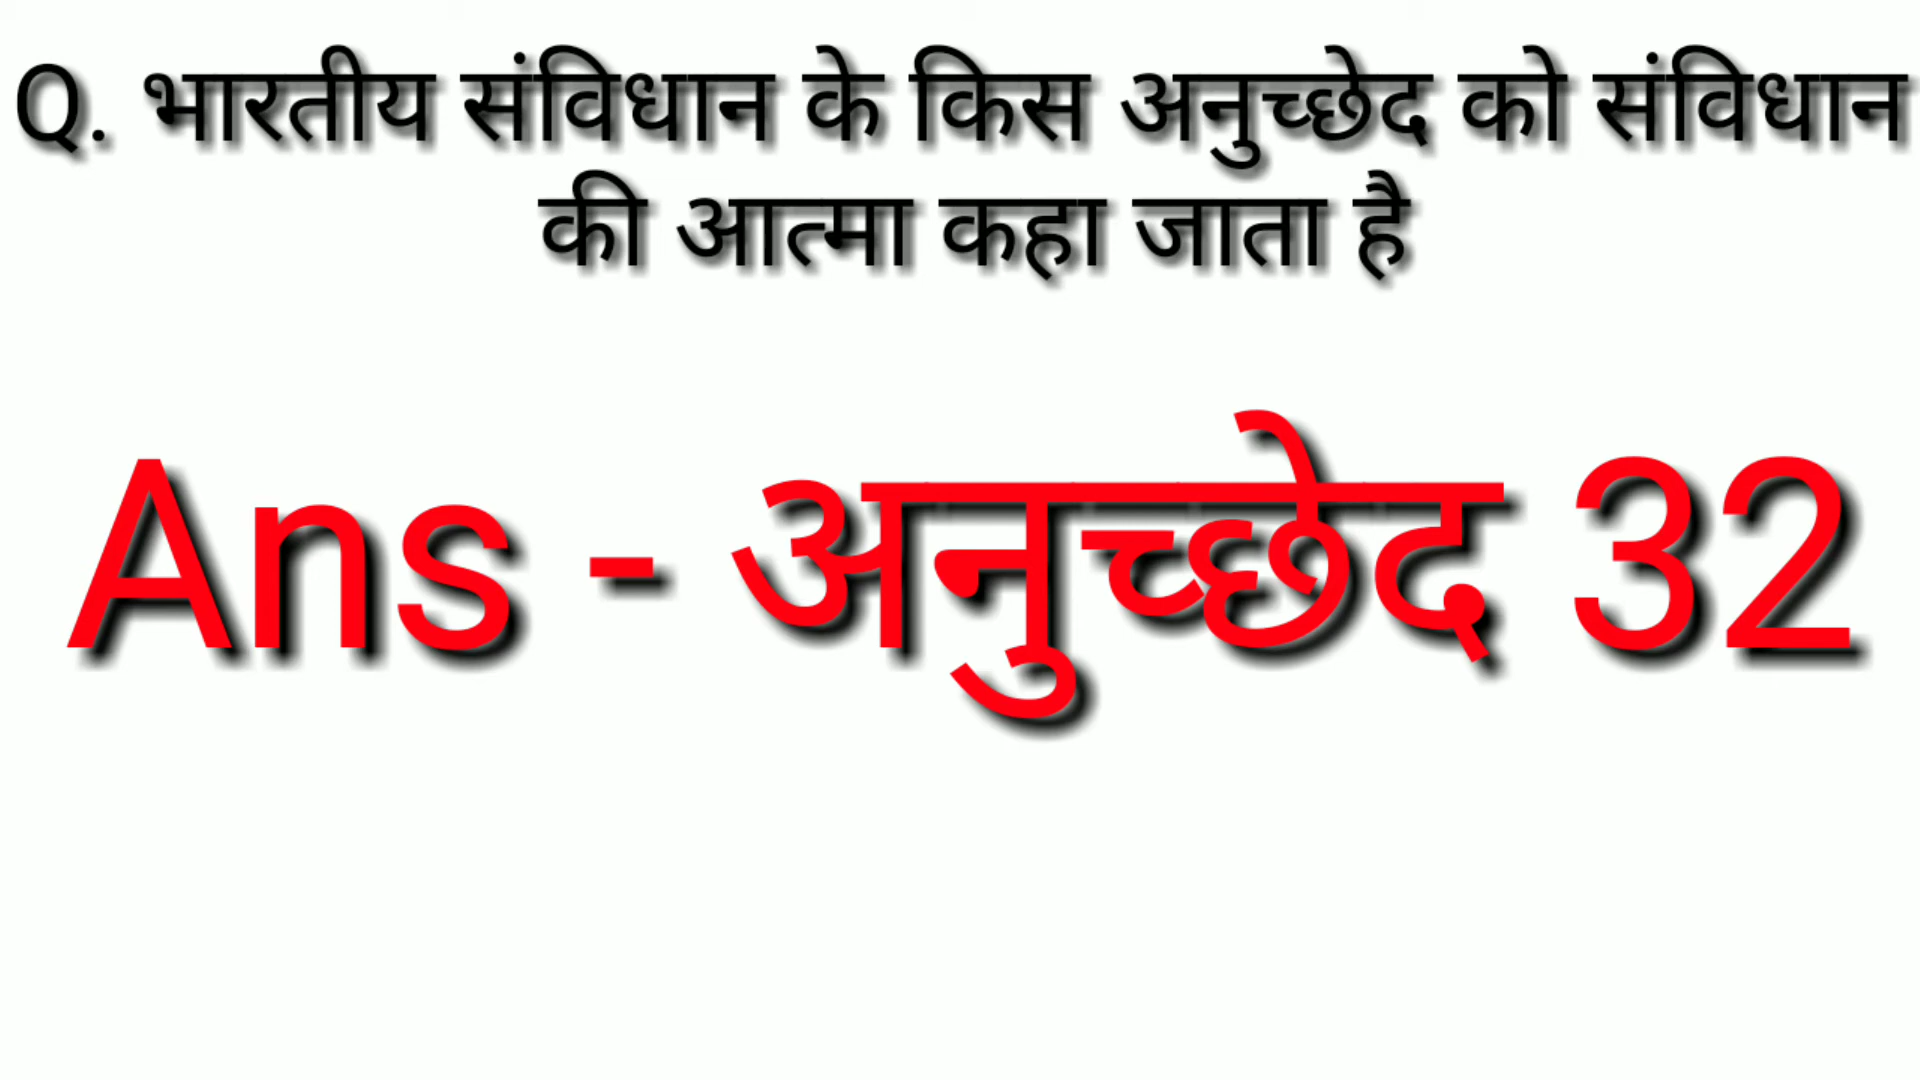 Q. भारतीय संविधान के किस अनुच्छेद को संविधान
की आत्मा कहा जाता है
Ans - अनुच्छेद 32